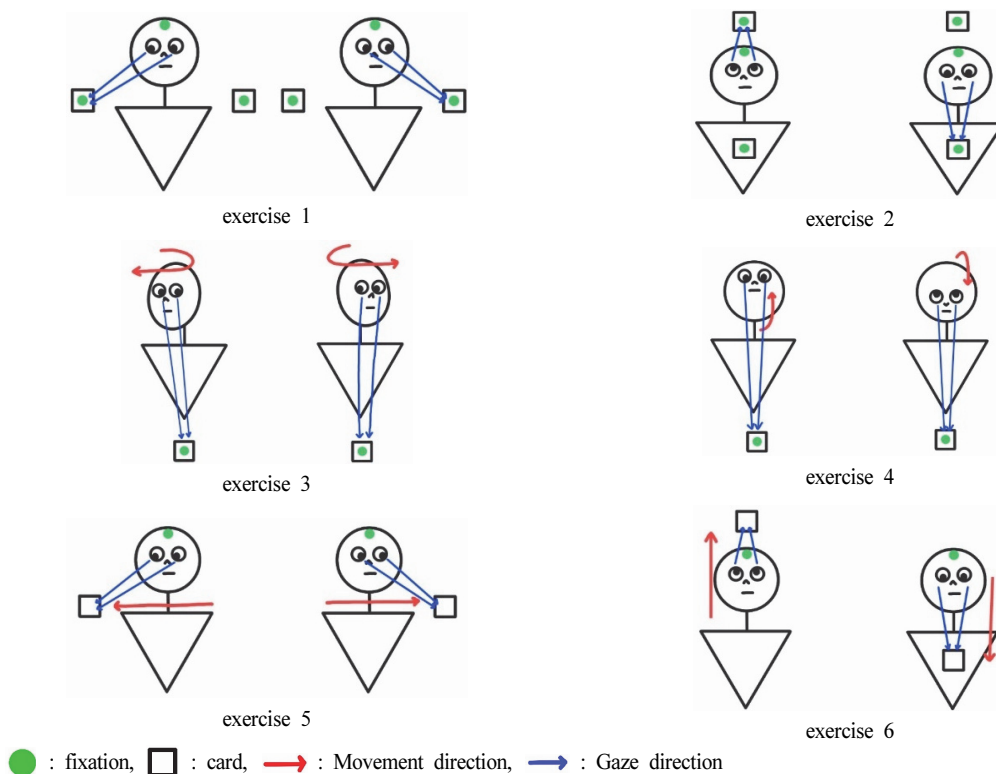 exercise 1
exercise 2
exercise 3
exercise 4
exercise 5
exercise 6
: fixation, : card, : Movement direction, : Gaze direction